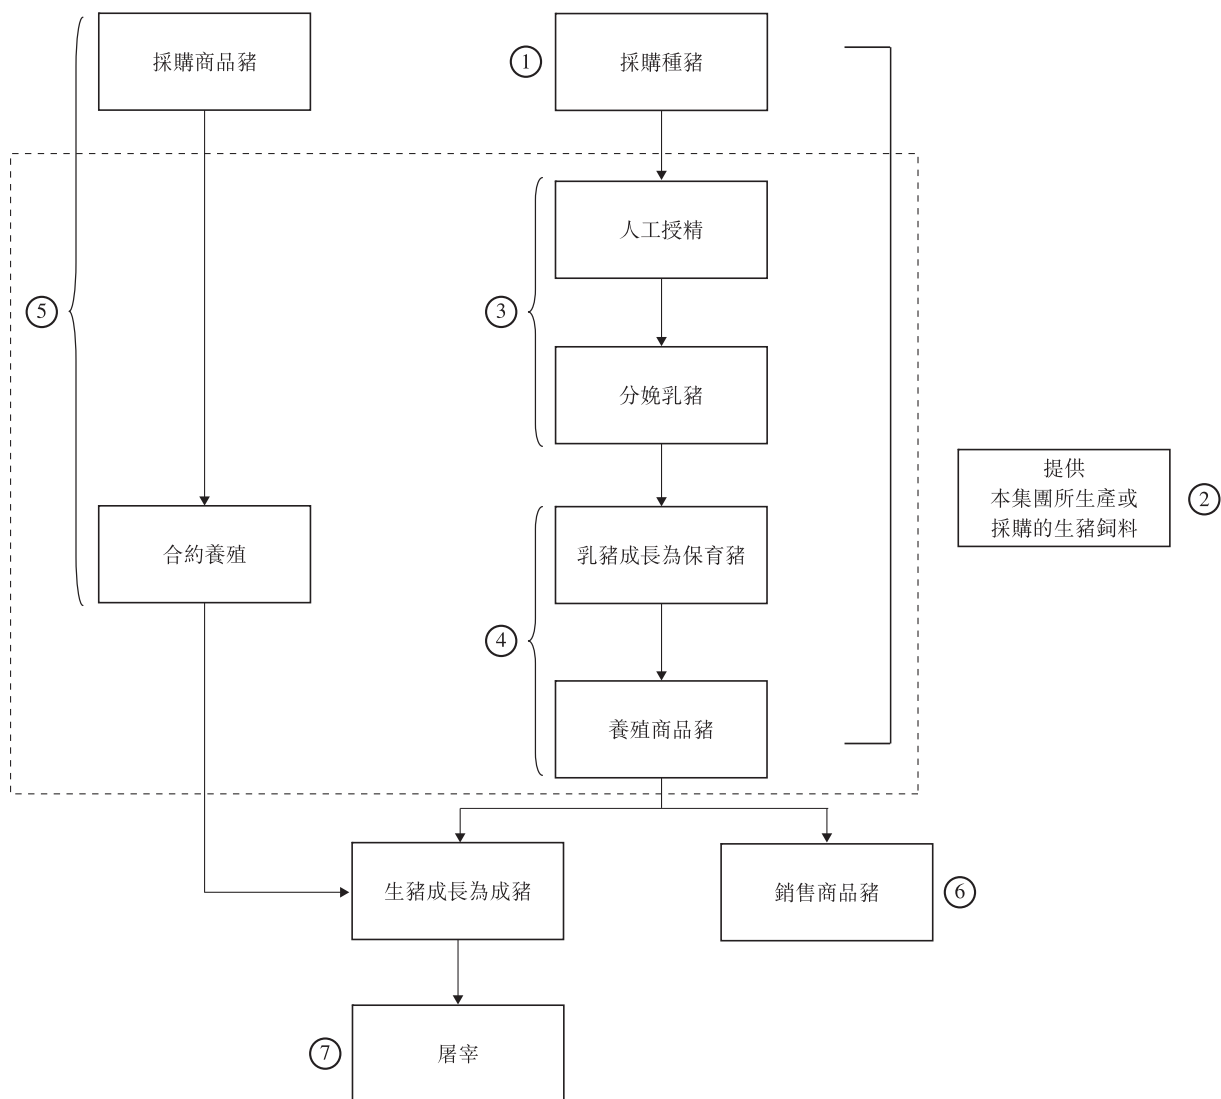 採購商品豬
① 採購種豬
人工授精
⑤
③
分娩乳豬
提供
本集團所生產或
採購的生豬飼料
②
合約養殖
乳豬成長為保育豬
④
養殖商品豬
生豬成長為成豬
銷售商品豬 ⑥
⑦ 屠宰